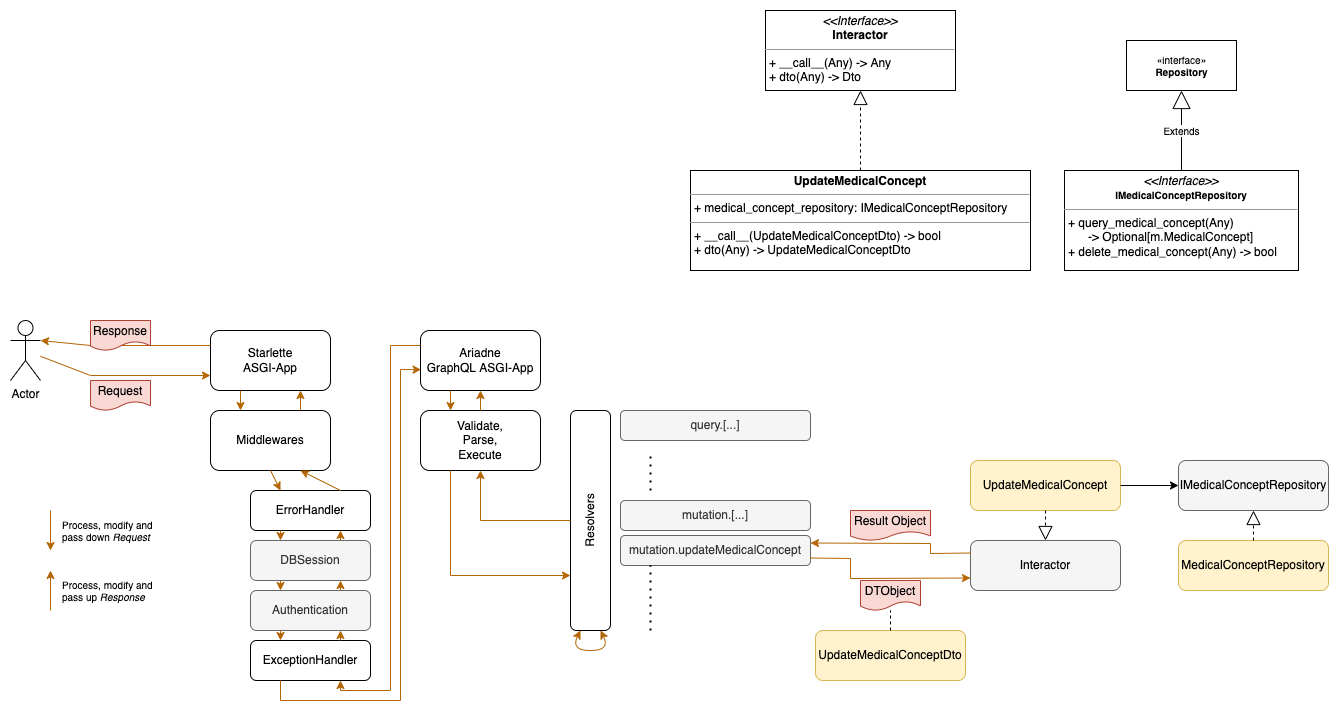 <<Interface>>
Interactor
+ __call__(Any) -> Any
+ dto(Any) -> Dto
«interface»
Repository
Extends
UpdateMedicalConcept
+ medical_concept_repository: IMedicalConceptRepository
+ __call__(UpdateMedicalConceptDto) -> bool
+ dto(Any) -> UpdateMedicalConceptDto
<<Interface>>
IMedicalConceptRepository
+ query_medical_concept(Any)
-> Optional[m.MedicalConcept]
+ delete_medical_concept(Any) -> bool
Actor
Response
Request
Starlette
ASGI-App
Middlewares
ErrorHandler
DBSession
Authentication
ExceptionHandler
Process, modify and
pass down Request
Process, modify and
pass up Response
Ariadne
GraphQL ASGI-App
Validate,
Parse,
Execute
Resolvers
query.[...]
mutation.[...]
mutation.updateMedicalConcept
Result Object
DTObject
UpdateMedicalConceptDto
UpdateMedicalConcept
Interactor
IMedicalConceptRepository
MedicalConceptRepository